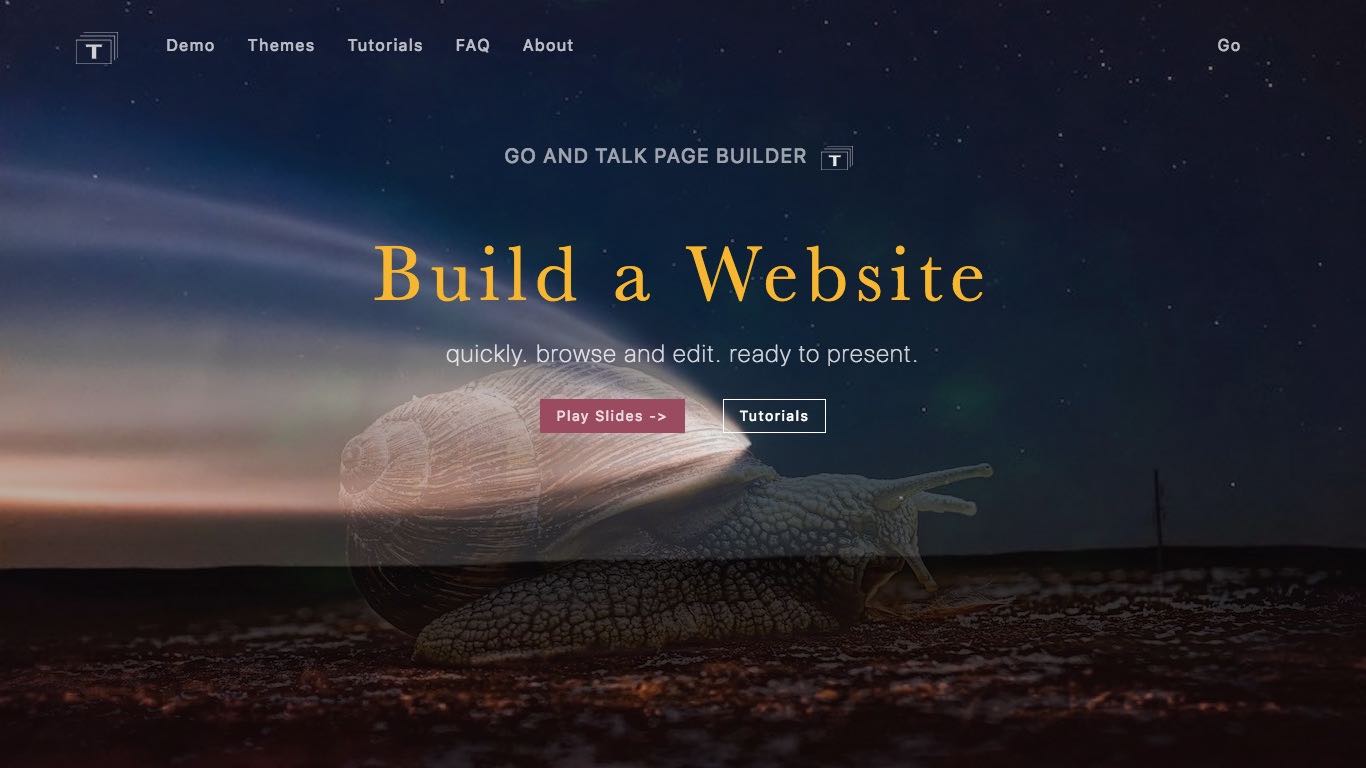 T Demo Themes Tutorials FAQ About Go
GO AND TALK PAGE BUILDER T
Build a Website
quickly. browse and edit. ready to present.
Play Slides -> Tutorials